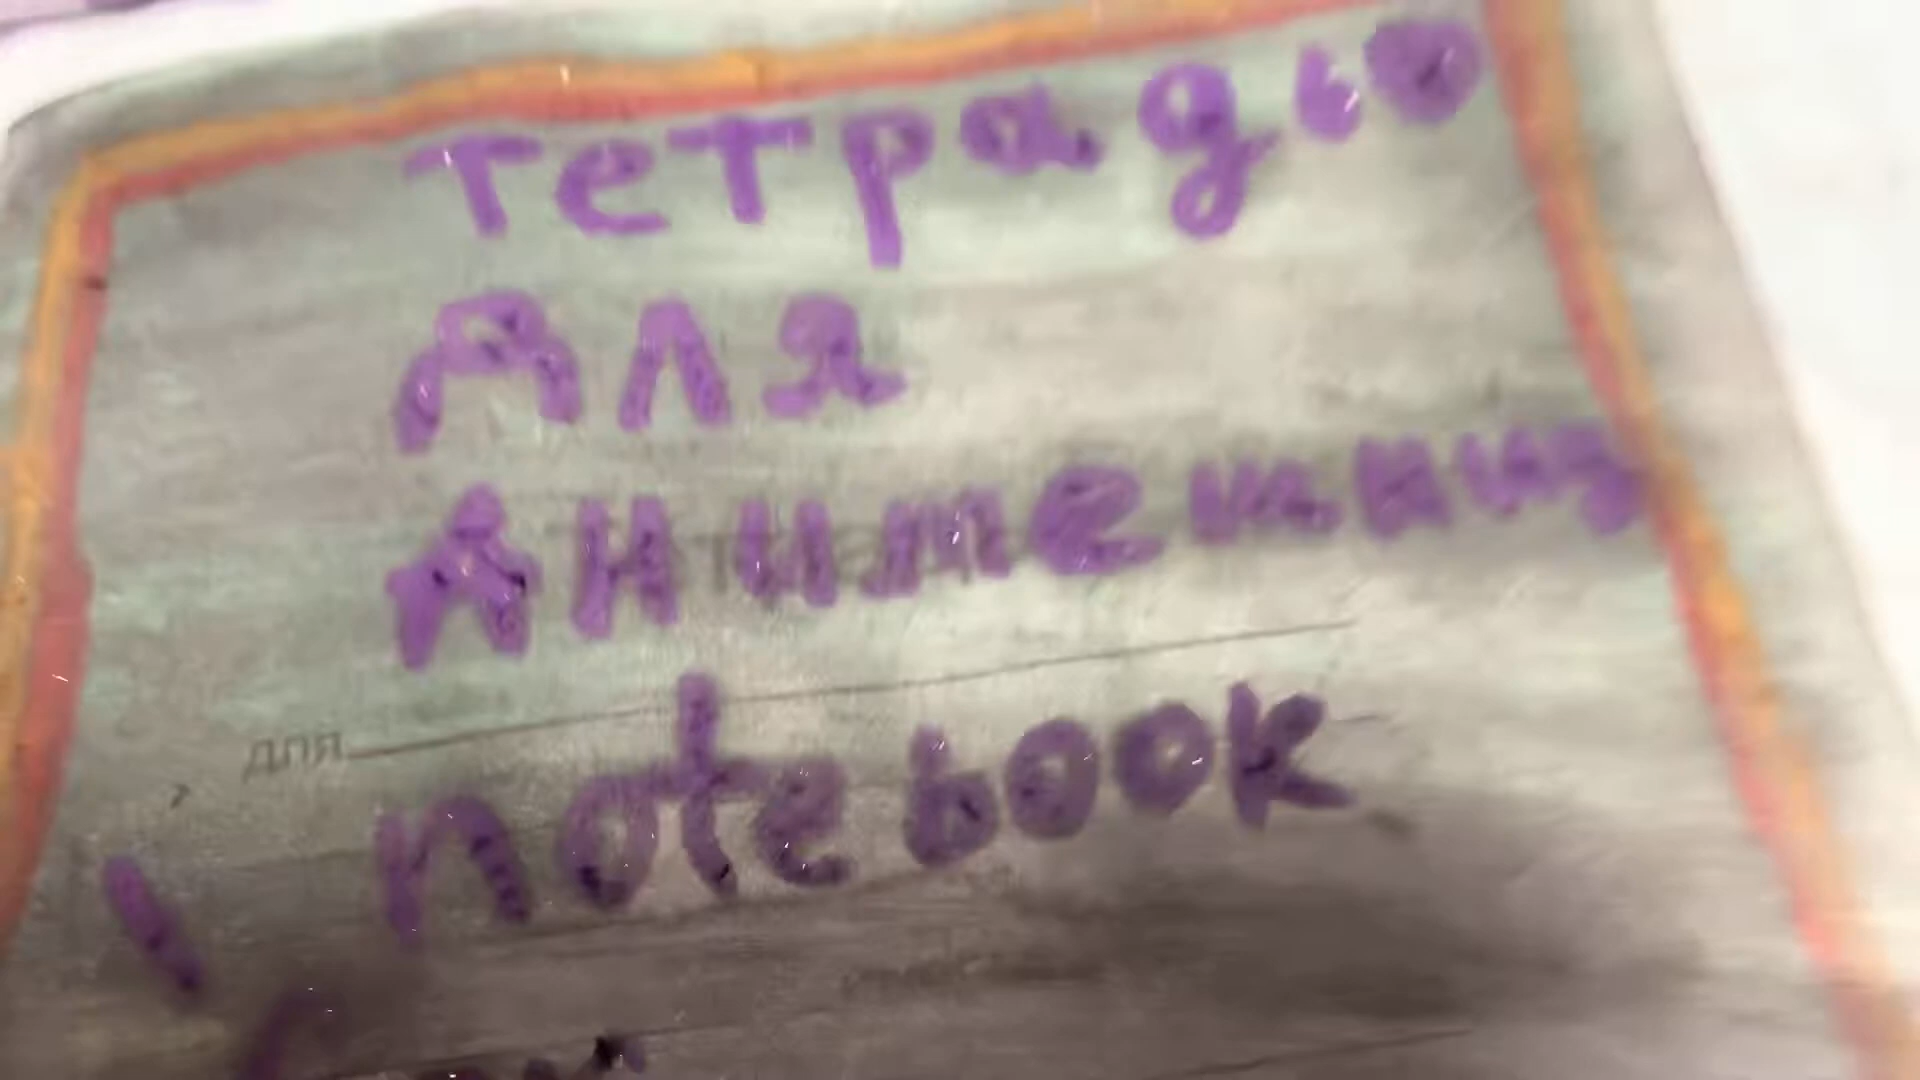 тетрадь
для
Анимешниц
для
notebook